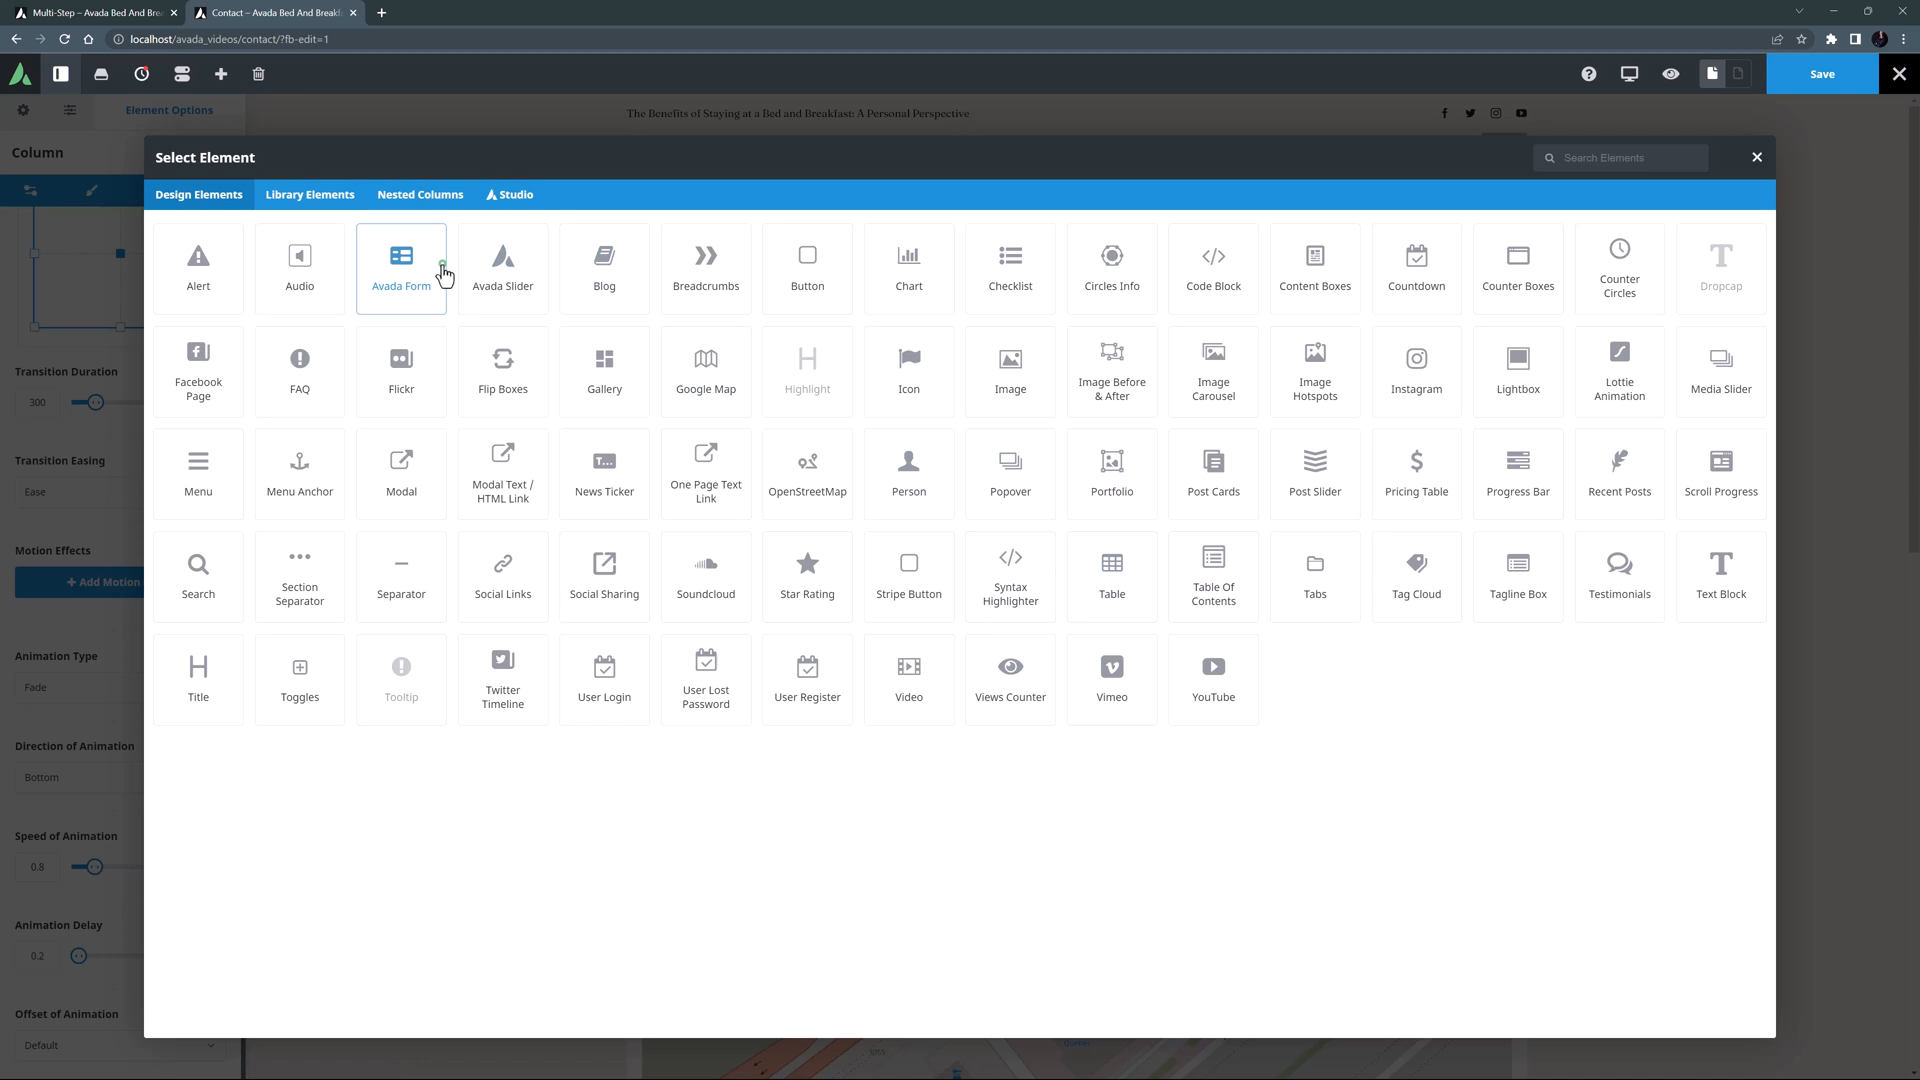 Multi-Step – Avada Bed And Brea
Contact – Avada Bed And Breakf
localhost/avada_videos/contact/?fb-edit=1
Save
Element Options
The Benefits of Staying at a Bed and Breakfast: A Personal Perspective
Column
Select Element
Search Elements
Design Elements
Library Elements
Nested Columns
Studio
Alert
Audio
Avada Form
Avada Slider
Blog
Breadcrumbs
Button
Chart
Checklist
Circles Info
Code Block
Content Boxes
Countdown
Counter Boxes
Counter
Circles
Dropcap
Facebook
Page
FAQ
Flickr
Flip Boxes
Gallery
Google Map
Highlight
Icon
Image
Image Before
& After
Image
Carousel
Image
Hotspots
Instagram
Lightbox
Lottie
Animation
Media Slider
Menu
Menu Anchor
Modal
Modal Text /
HTML Link
News Ticker
One Page Text
Link
OpenStreetMap
Person
Popover
Portfolio
Post Cards
Post Slider
Pricing Table
Progress Bar
Recent Posts
Scroll Progress
Search
Section
Separator
Separator
Social Links
Social Sharing
Soundcloud
Star Rating
Stripe Button
Syntax
Highlighter
Table
Table Of
Contents
Tabs
Tag Cloud
Tagline Box
Testimonials
Text Block
Title
Toggles
Tooltip
Twitter
Timeline
User Login
User Lost
Password
User Register
Video
Views Counter
Vimeo
YouTube
Transition Duration
300
Transition Easing
Ease
Motion Effects
+ Add Motion
Animation Type
Fade
Direction of Animation
Bottom
Speed of Animation
0.8
Animation Delay
0.2
Offset of Animation
Default